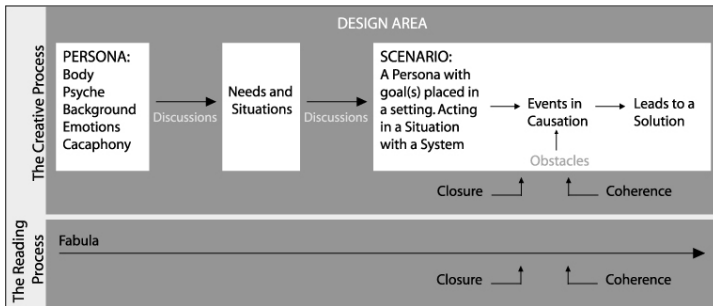 DESIGN AREA
The Creative Process
PERSONA:
Body
Psyche
Background
Emotions
Cacaphony
Discussions
Needs and
Situations
Discussions
SCENARIO:
A Persona with
goal(s) placed in
a setting. Acting
in a Situation
with a System
Events in
Causation
Leads to a
Solution
Obstacles
Closure
Coherence
The Reading
Process
Fabula
Closure
Coherence